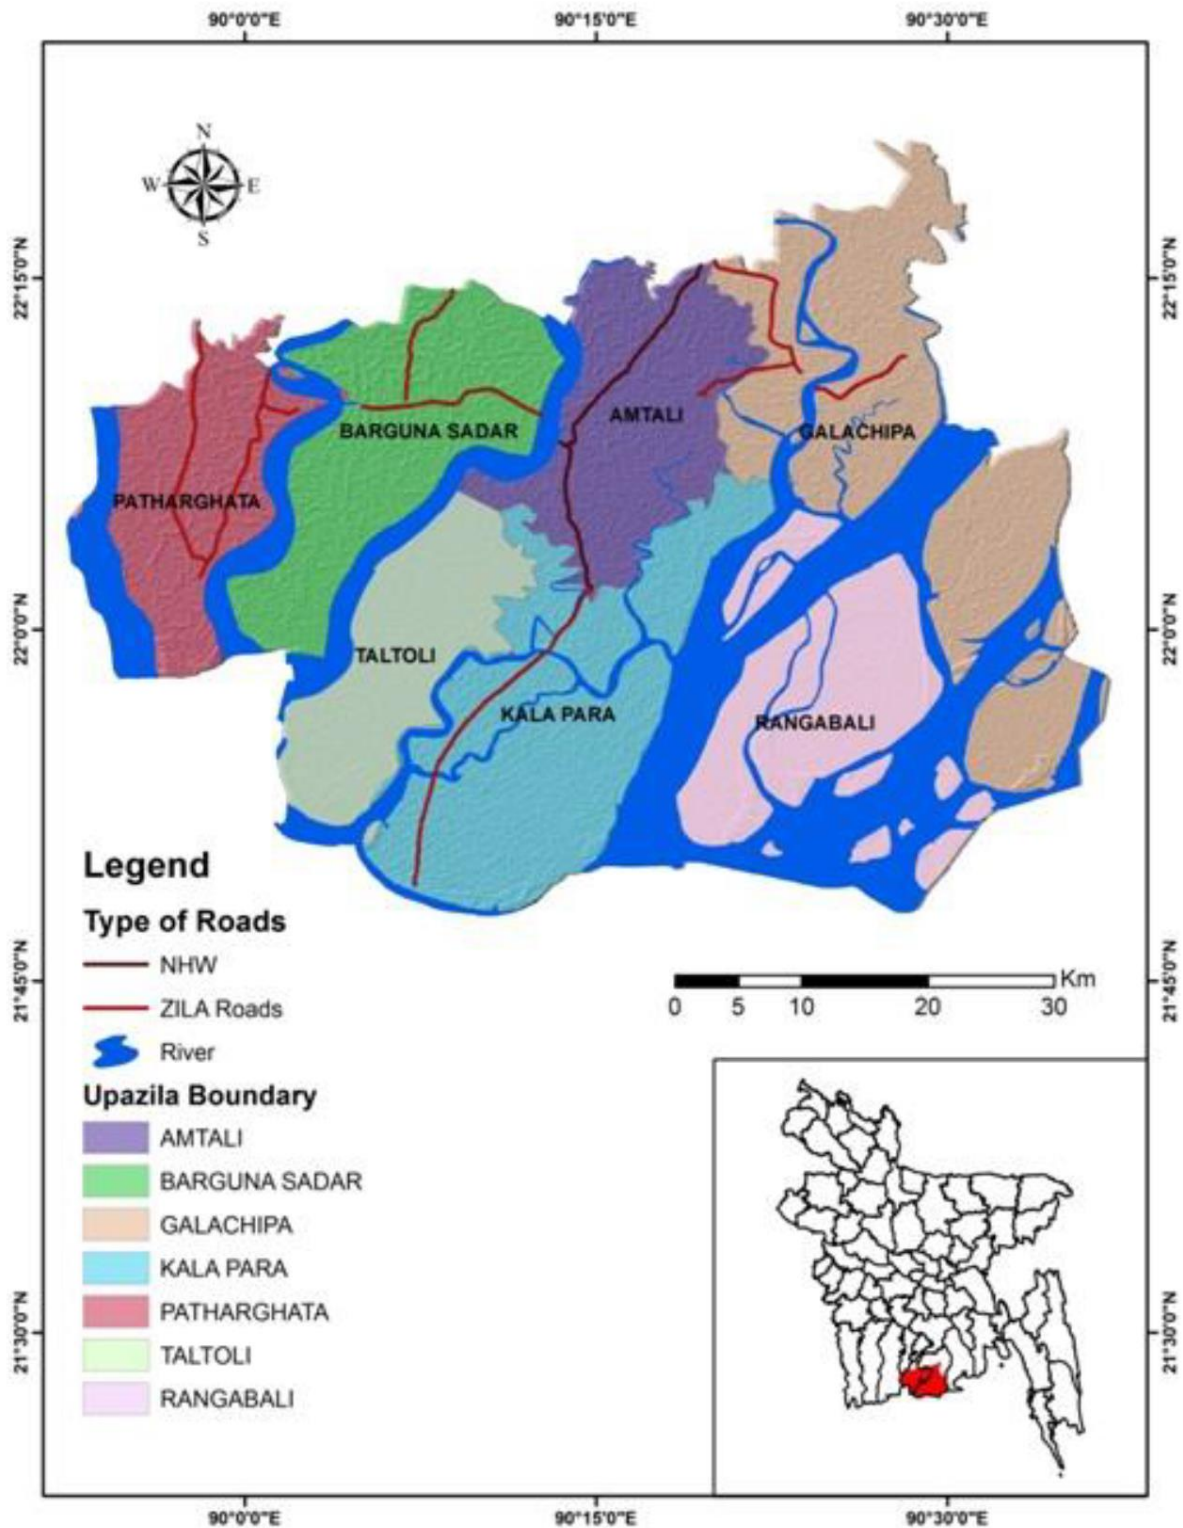 90°0'0"E 90°15'0"E 90°30'0"E
N
W E
S
22°15'0"N 22°15'0"N
AMTALI
BARGUNA SADAR
GALACHIPA
PATHARGHATA
22°0'0"N 22°0'0"N
TALTOLI
KALA PARA
RANGABALI
Legend
Type of Roads
NHW
ZILA Roads
River
Upazila Boundary
AMTALI
BARGUNA SADAR
GALACHIPA
KALA PARA
PATHARGHATA
TALTOLI
RANGABALI
Km
0 5 10 20 30
21°45'0"N 21°45'0"N
21°30'0"N 21°30'0"N
90°0'0"E 90°15'0"E 90°30'0"E